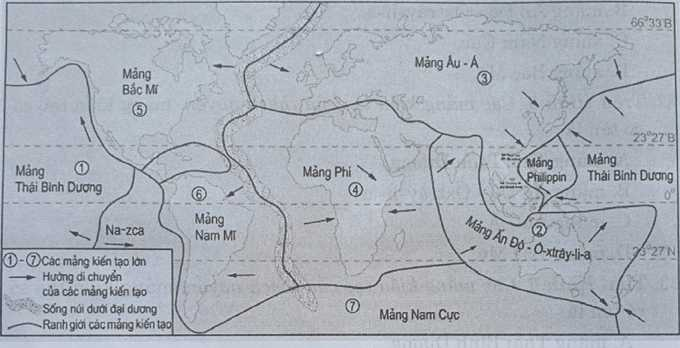 66°33'B
Mảng
Bắc Mĩ
⑤
Mảng Âu - Á
③
23°27'B
①
Mảng
Thái Bình Dương
⑥
Mảng
Nam Mĩ
Mảng Phi
④
Mảng
Philippin
Mảng
Thái Bình Dương
0°
②
Mảng Ấn Độ - Ô-xtrây-li-a
Na-zca
23°27'N
⑦
Mảng Nam Cực
① - ⑦ Các mảng kiến tạo lớn
Hướng di chuyển
của các mảng kiến tạo
Sống núi dưới đại dương
Ranh giới các mảng kiến tạo